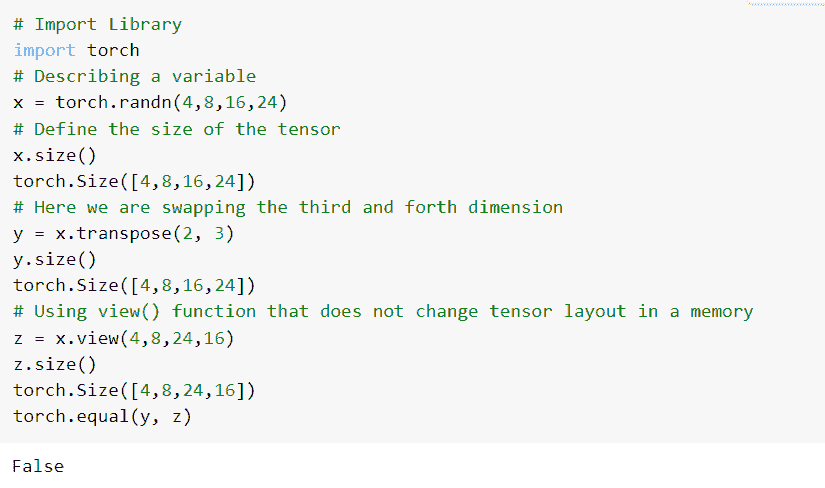 # Import Library
import torch
# Describing a variable
x = torch.randn(4,8,16,24)
# Define the size of the tensor
x.size()
torch.Size([4,8,16,24])
# Here we are swapping the third and forth dimension
y = x.transpose(2, 3)
y.size()
torch.Size([4,8,16,24])
# Using view() function that does not change tensor layout in a memory
z = x.view(4,8,24,16)
z.size()
torch.Size([4,8,24,16])
torch.equal(y, z)
False